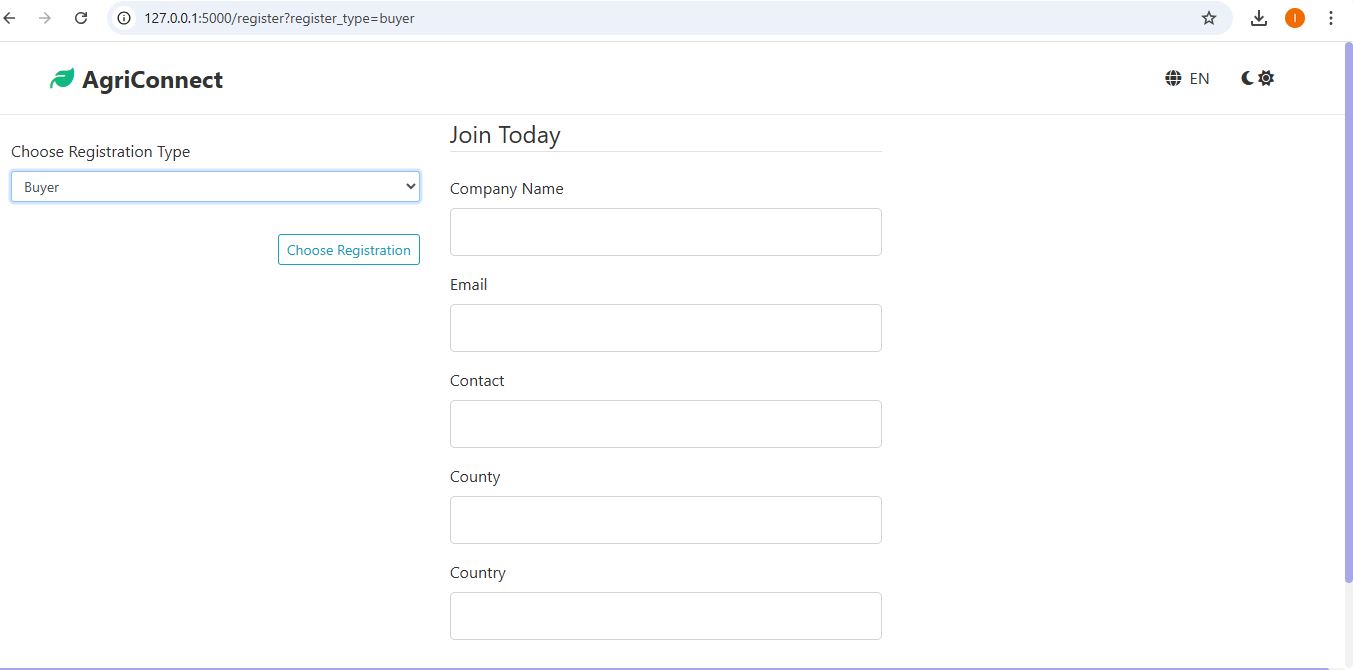 127.0.0.1:5000/register?register_type=buyer
I
AgriConnect
EN
Choose Registration Type
Buyer
Choose Registration
Join Today
Company Name
Email
Contact
County
Country